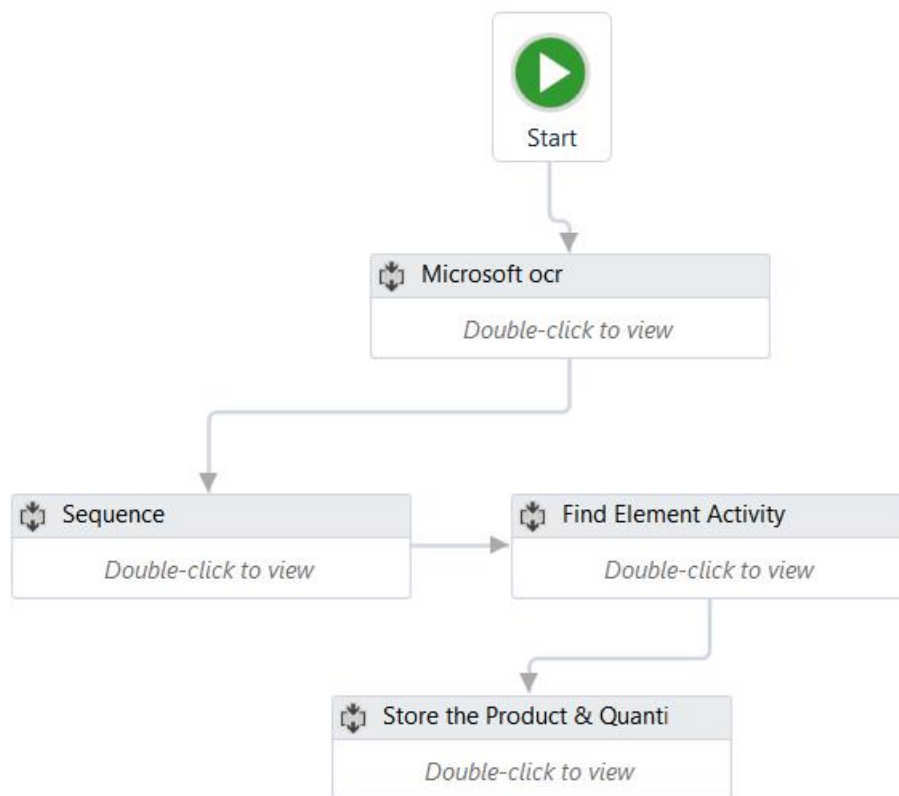 Start
Microsoft ocr
Double-click to view
Sequence
Double-click to view
Find Element Activity
Double-click to view
Store the Product & Quanti
Double-click to view